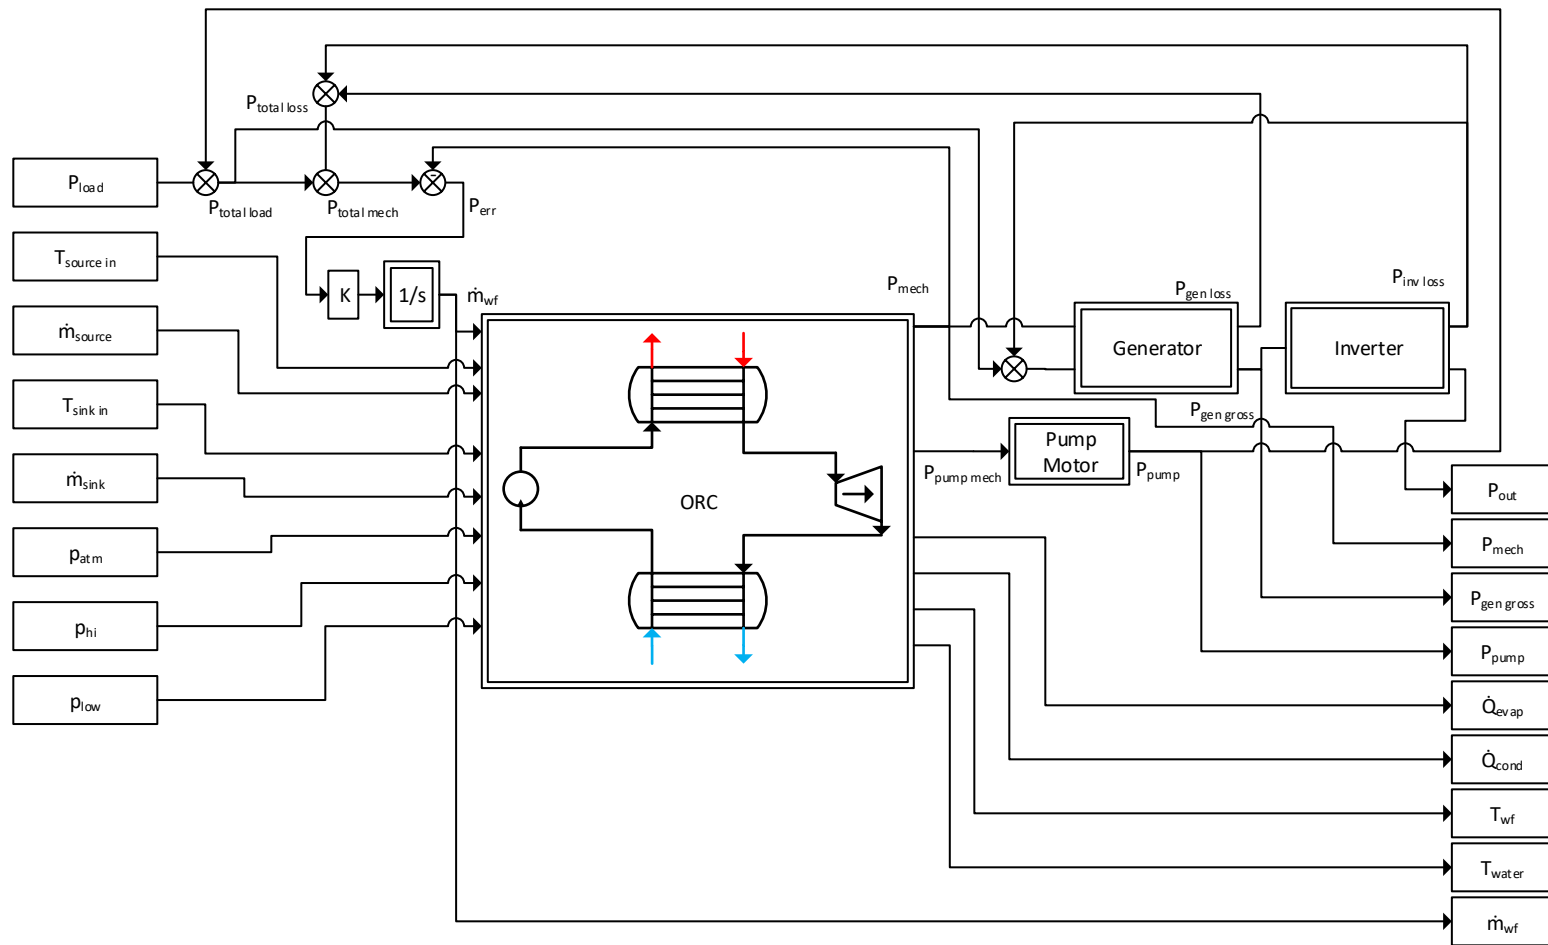 P_total loss
P_load
P_total load
P_total mech
-
P_err
T_source in
K
1/s
ṁ_wf
P_mech
P_gen loss
P_inv loss
ṁ_source
Generator
Inverter
T_sink in
P_gen gross
Pump
Motor
P_pump mech
P_pump
ṁ_sink
ORC
P_out
p_atm
P_mech
p_hi
P_gen gross
P_pump
p_low
Q̇_evap
Q̇_cond
T_wf
T_water
ṁ_wf